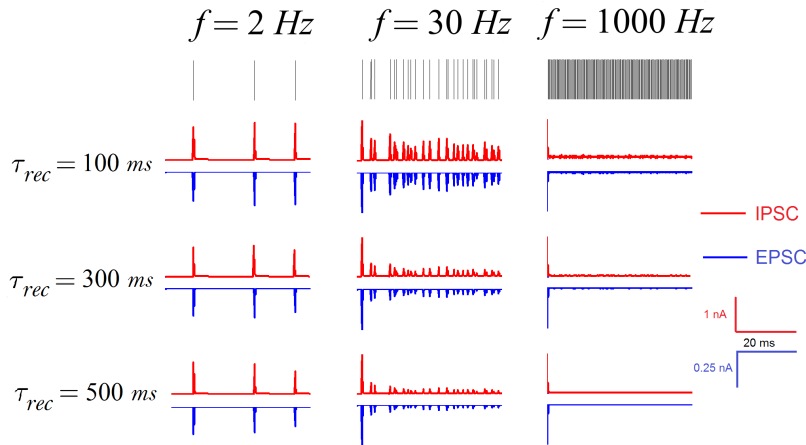 f = 2 Hz f = 30 Hz f = 1000 Hz
τrec = 100 ms
IPSC
τrec = 300 ms
EPSC
1 nA
20 ms
0.25 nA
τrec = 500 ms